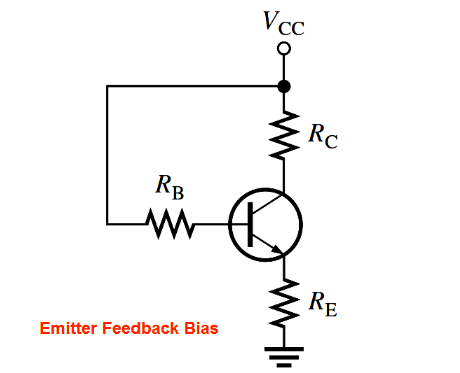 VCC
RC
RB
RE
Emitter Feedback Bias